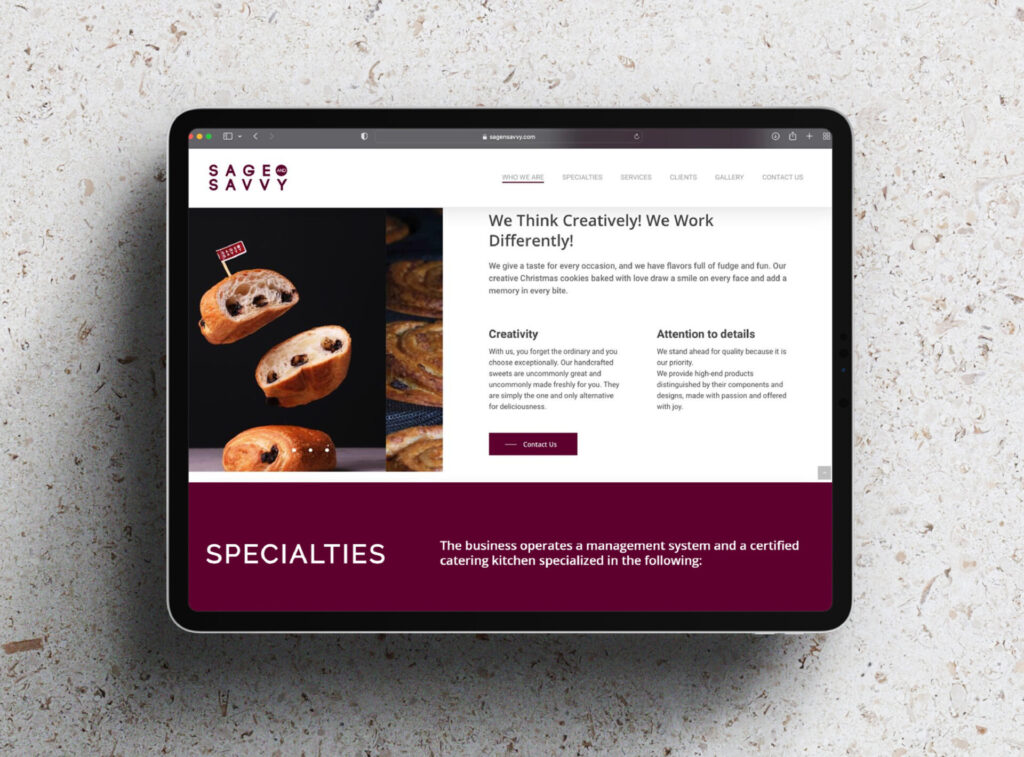 sagensavvy.com
SAGE AND
SAVVY
WHO WE ARE SPECIALTIES SERVICES CLIENTS GALLERY CONTACT US
We Think Creatively! We Work
Differently!
We give a taste for every occasion, and we have flavors full of fudge and fun. Our
creative Christmas cookies baked with love draw a smile on every face and add a
memory in every bite.
Creativity
With us, you forget the ordinary and you
choose exceptionally. Our handcrafted
sweets are uncommonly great and
uncommonly made freshly for you. They
are simply the one and only alternative
for deliciousness.
Attention to details
We stand ahead for quality because it is
our priority.
We provide high-end products
distinguished by their components and
designs, made with passion and offered
with joy.
Contact Us
SPECIALTIES
The business operates a management system and a certified
catering kitchen specialized in the following: